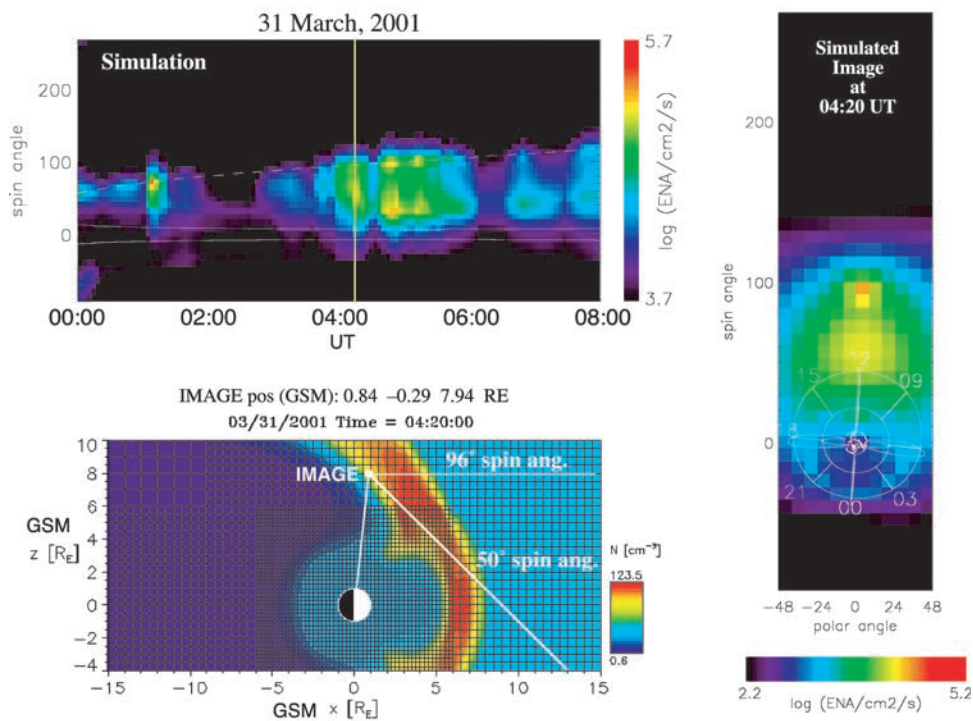 31 March, 2001
Simulation
5.7
3.7
log (ENA/cm2/s)
spin angle
200
100
0
00:00 02:00 04:00 06:00 08:00
UT
IMAGE pos (GSM): 0.84 −0.29 7.94 RE
03/31/2001 Time = 04:20:00
IMAGE
96° spin ang.
50° spin ang.
GSM
z [RE]
10
8
6
4
2
0
−2
−4
−15 −10 −5 0 5 10 15
GSM x [RE]
N [cm⁻³]
123.5
0.6
Simulated
Image
at
04:20 UT
spin angle
200
100
0
12
15 09
18
21 03
00
−48 −24 0 24 48
polar angle
2.2 5.2
log (ENA/cm2/s)